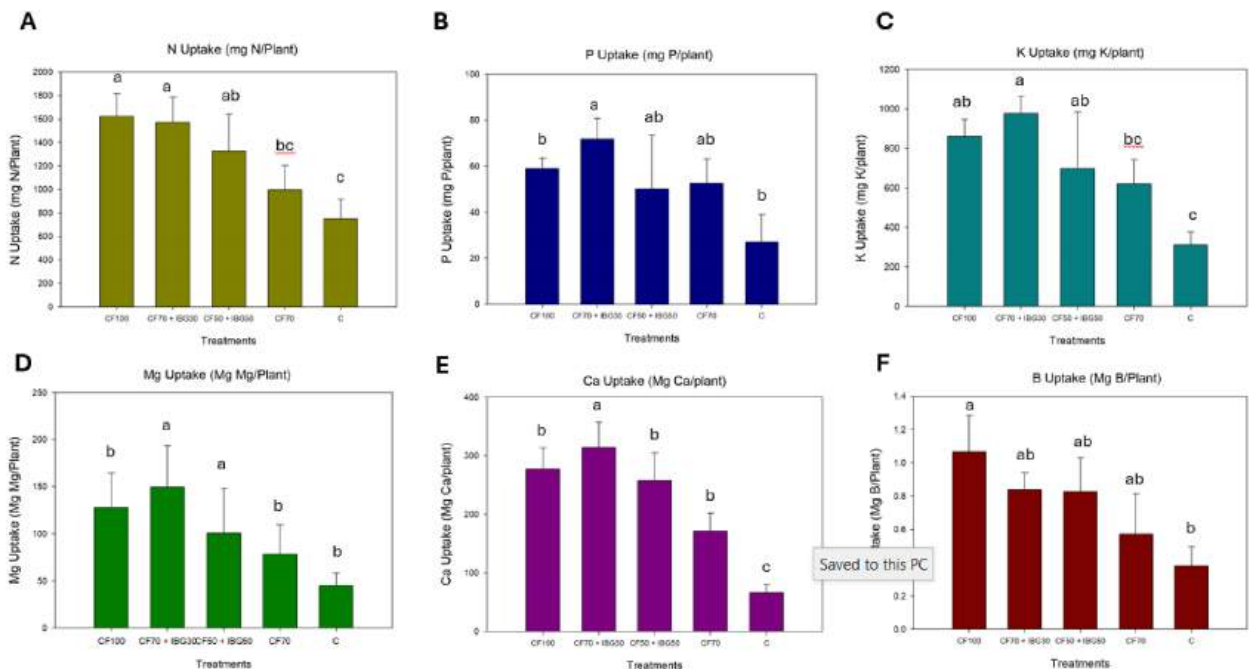 A
N Uptake (mg N/Plant)
2000
1800
1600
1400
1200
1000
800
600
400
200
0
N Uptake (mg N/Plant)
a
a
ab
bc
c
CF100
CF70 + IBG30
CF50 + IBG50
CF70
C
Treatments
B
P Uptake (mg P/plant)
100
80
60
40
20
0
P Uptake (mg P/plant)
b
a
ab
ab
b
CF100
CF70 + IBG30
CF50 + IBG50
CF70
C
Treatments
C
K Uptake (mg K/plant)
1200
1000
800
600
400
200
0
K Uptake (mg K/plant)
ab
a
ab
bc
c
CF100
CF70 + IBG30
CF50 + IBG50
CF70
C
Treatments
D
Mg Uptake (Mg Mg/Plant)
250
200
150
100
50
0
Mg Uptake (Mg Mg/Plant)
b
a
a
b
b
CF100
CF70 + IBG30
CF50 + IBG50
CF70
C
Treatments
E
Ca Uptake (Mg Ca/plant)
400
300
200
100
0
Ca Uptake (Mg Ca/plant)
b
a
b
b
c
CF100
CF70 + IBG30
CF50 + IBG50
CF70
C
Treatments
F
B Uptake (Mg B/Plant)
1.4
1.2
1.0
0.8
0.2
0.0
take (Mg B/Plant)
a
ab
ab
ab
b
CF100
CF70 + IBG30
CF50 + IBG50
CF70
C
Treatments
Saved to this PC